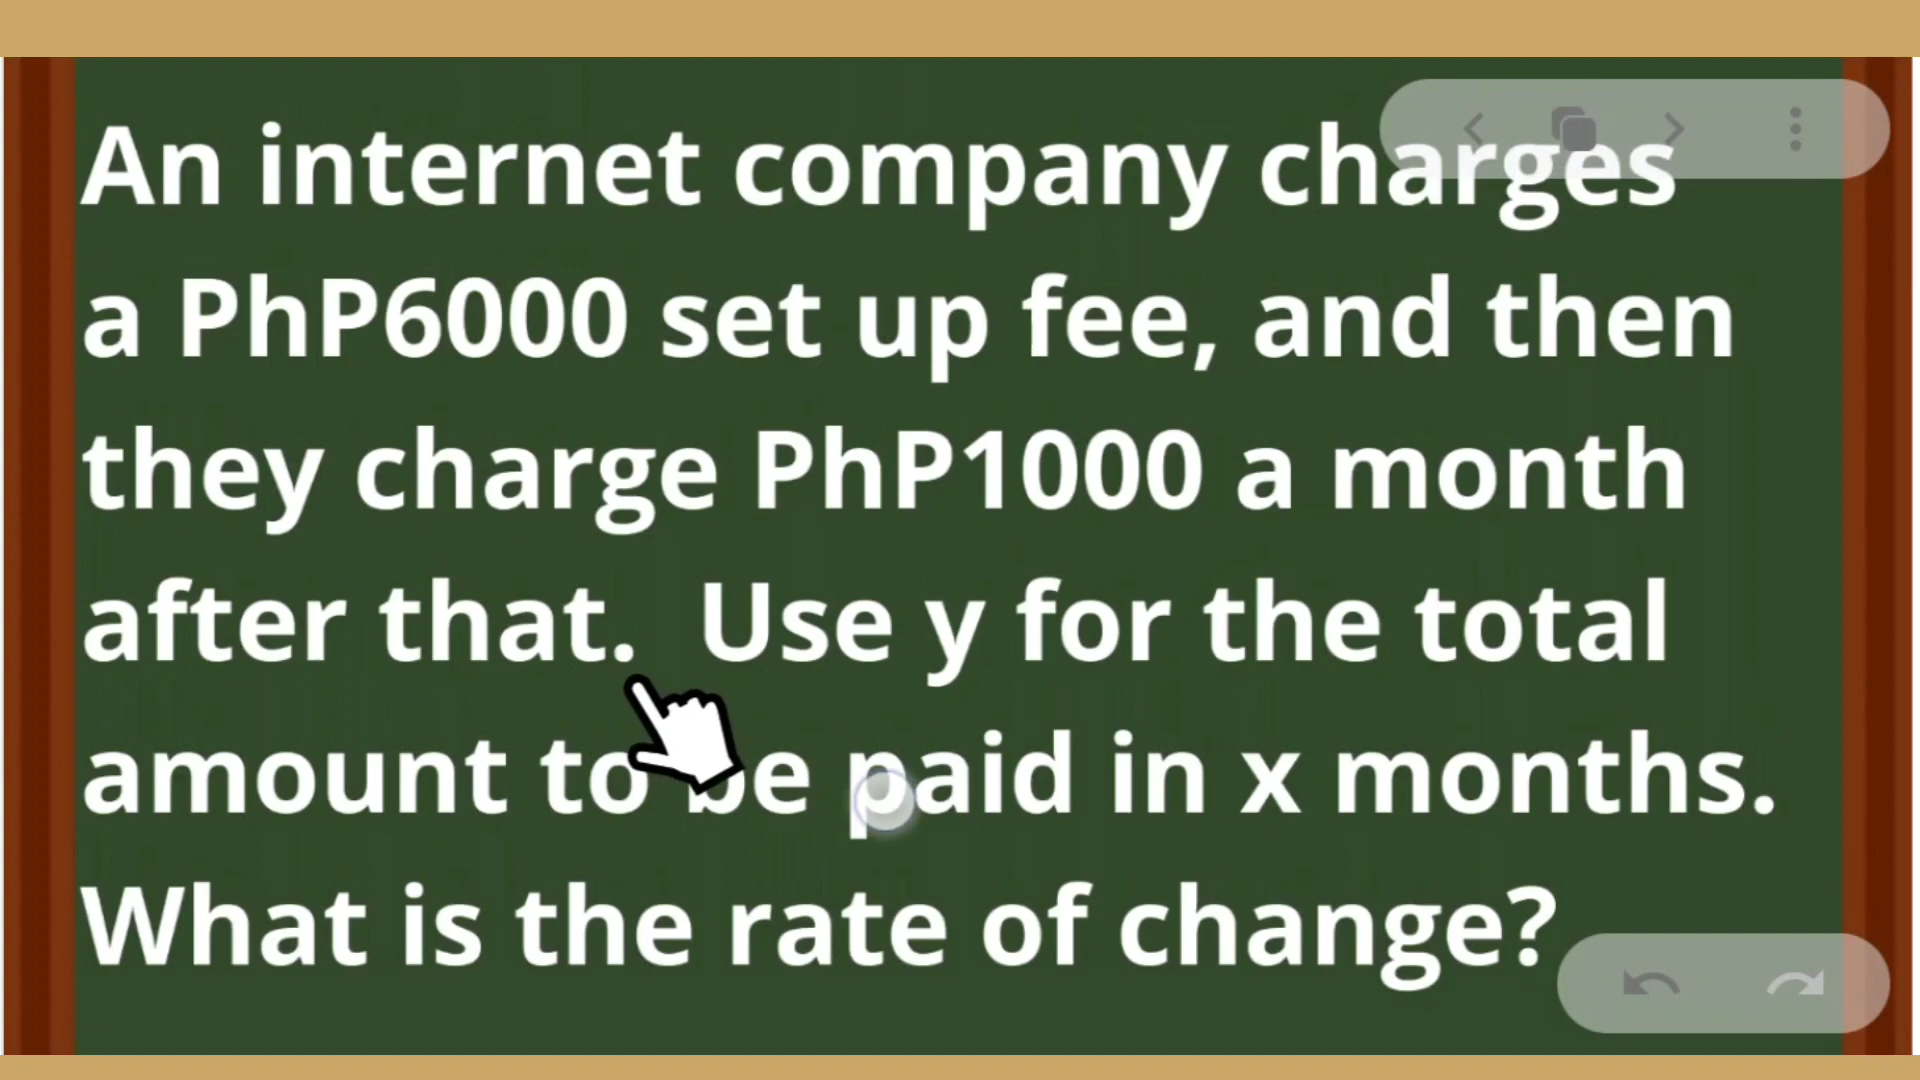 An internet company charges
a PhP6000 set up fee, and then
they charge PhP1000 a month
after that.  Use y for the total
amount to be paid in x months.
What is the rate of change?